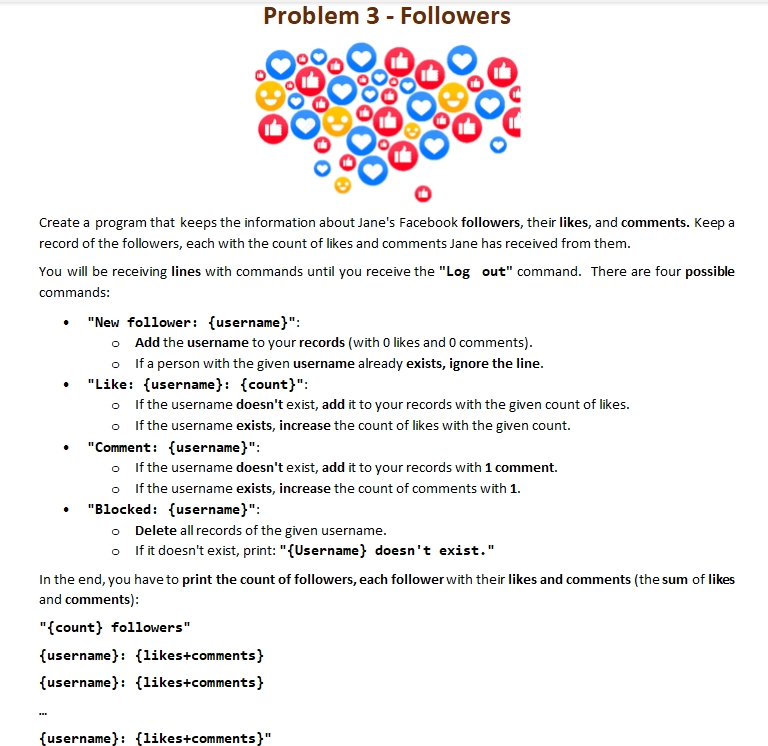 Problem 3 - Followers
Create a program that keeps the information about Jane's Facebook followers, their likes, and comments. Keep a
record of the followers, each with the count of likes and comments Jane has received from them.
You will be receiving lines with commands until you receive the "Log out" command. There are four possible
commands:
• "New follower: {username}":
o Add the username to your records (with 0 likes and 0 comments).
o If a person with the given username already exists, ignore the line.
• "Like: {username}: {count}":
o If the username doesn't exist, add it to your records with the given count of likes.
o If the username exists, increase the count of likes with the given count.
• "Comment: {username}":
o If the username doesn't exist, add it to your records with 1 comment.
o If the username exists, increase the count of comments with 1.
• "Blocked: {username}":
o Delete all records of the given username.
o If it doesn't exist, print: "{Username} doesn't exist."
In the end, you have to print the count of followers, each follower with their likes and comments (the sum of likes
and comments):
"{count} followers"
{username}: {likes+comments}
{username}: {likes+comments}
…
{username}: {likes+comments}"